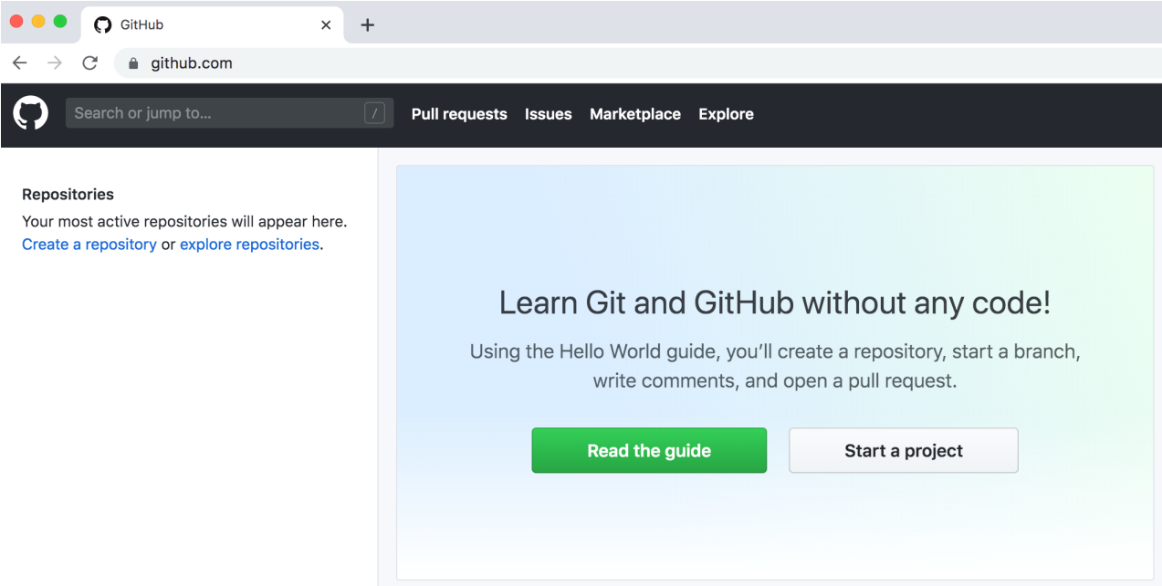 GitHub
github.com
Search or jump to... /
Pull requests Issues Marketplace Explore
Repositories
Your most active repositories will appear here.
Create a repository or explore repositories.
Learn Git and GitHub without any code!
Using the Hello World guide, you’ll create a repository, start a branch,
write comments, and open a pull request.
Read the guide
Start a project